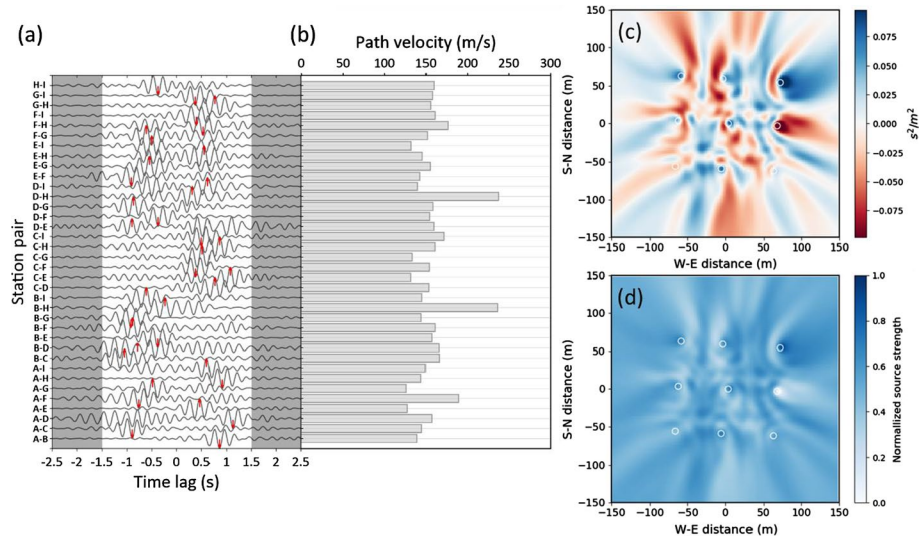 (a)
(b)
Path velocity (m/s)
0 50 100 150 200 250 300
Station pair
H-I
G-I
G-H
F-I
F-H
F-G
E-I
E-H
E-G
E-F
D-I
D-H
D-G
D-F
D-E
C-I
C-H
C-G
C-F
C-E
C-D
B-I
B-H
B-G
B-F
B-E
B-D
B-C
A-I
A-H
A-G
A-F
A-E
A-D
A-C
A-B
-2.5 -1.5 -1 -0.5 0 0.5 1 1.5 2.5
Time lag (s)
(c)
S-N distance (m)
150
100
50
0
−50
−100
−150
−150 −100 −50 0 50 100 150
W-E distance (m)
0.075
0.050
0.025
0.000
−0.025
−0.050
−0.075
s²/m²
(d)
S-N distance (m)
150
100
50
0
−50
−100
−150
−150 −100 −50 0 50 100 150
W-E distance (m)
1.0
0.8
0.6
0.4
0.2
0.0
Normallized source strength